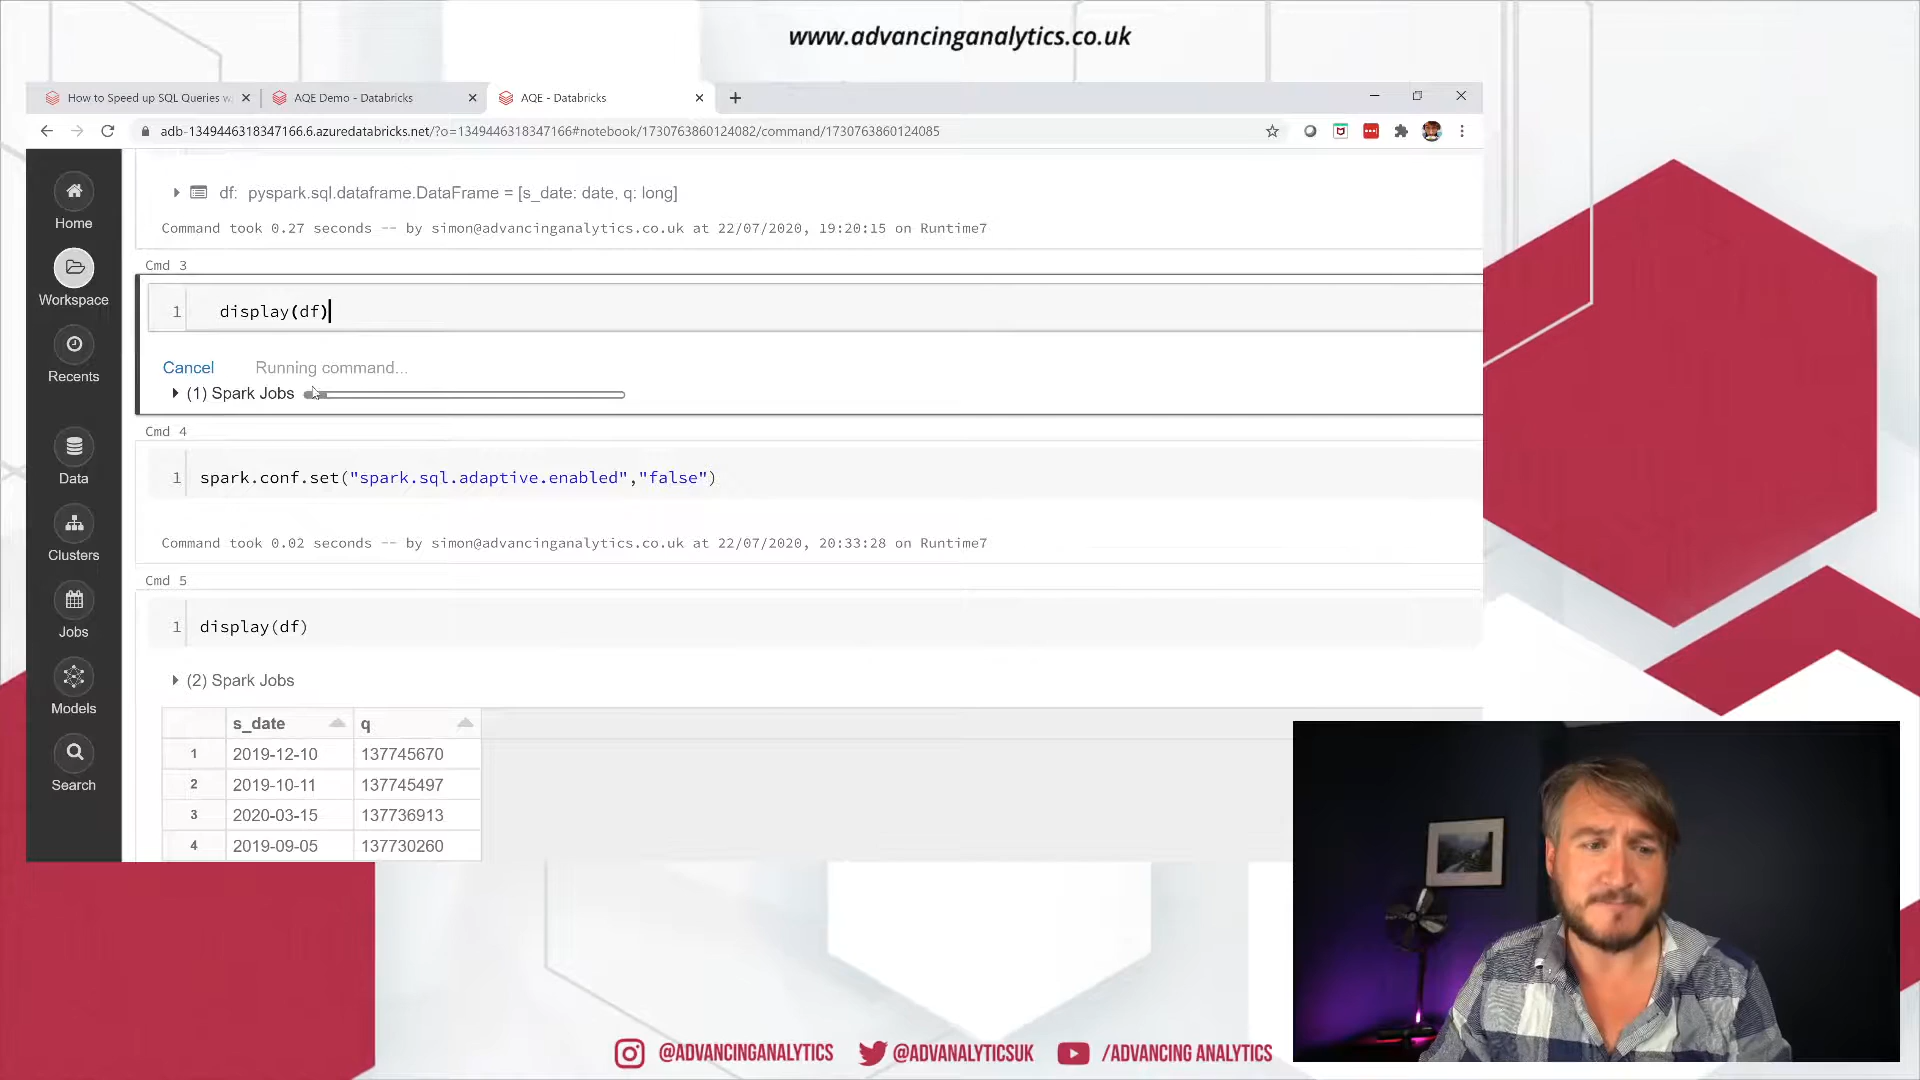 www.advancinganalytics.co.uk
How to Speed up SQL Queries w
AQE Demo - Databricks
AQE - Databricks
adb-1349446318347166.6.azuredatabricks.net/?o=1349446318347166#notebook/1730763860124082/command/1730763860124085
Home
Workspace
Recents
Data
Clusters
Jobs
Models
Search
df: pyspark.sql.dataframe.DataFrame = [s_date: date, q: long]
Command took 0.27 seconds -- by simon@advancinganalytics.co.uk at 22/07/2020, 19:20:15 on Runtime7
Cmd 3
1 display(df)
Cancel Running command...
(1) Spark Jobs
Cmd 4
1 spark.conf.set("spark.sql.adaptive.enabled","false")
Command took 0.02 seconds -- by simon@advancinganalytics.co.uk at 22/07/2020, 20:33:28 on Runtime7
Cmd 5
1 display(df)
(2) Spark Jobs
s_date q
1 2019-12-10 137745670
2 2019-10-11 137745497
3 2020-03-15 137736913
4 2019-09-05 137730260
@ADVANCINGANALYTICS @ADVANALYTICSUK /ADVANCING ANALYTICS